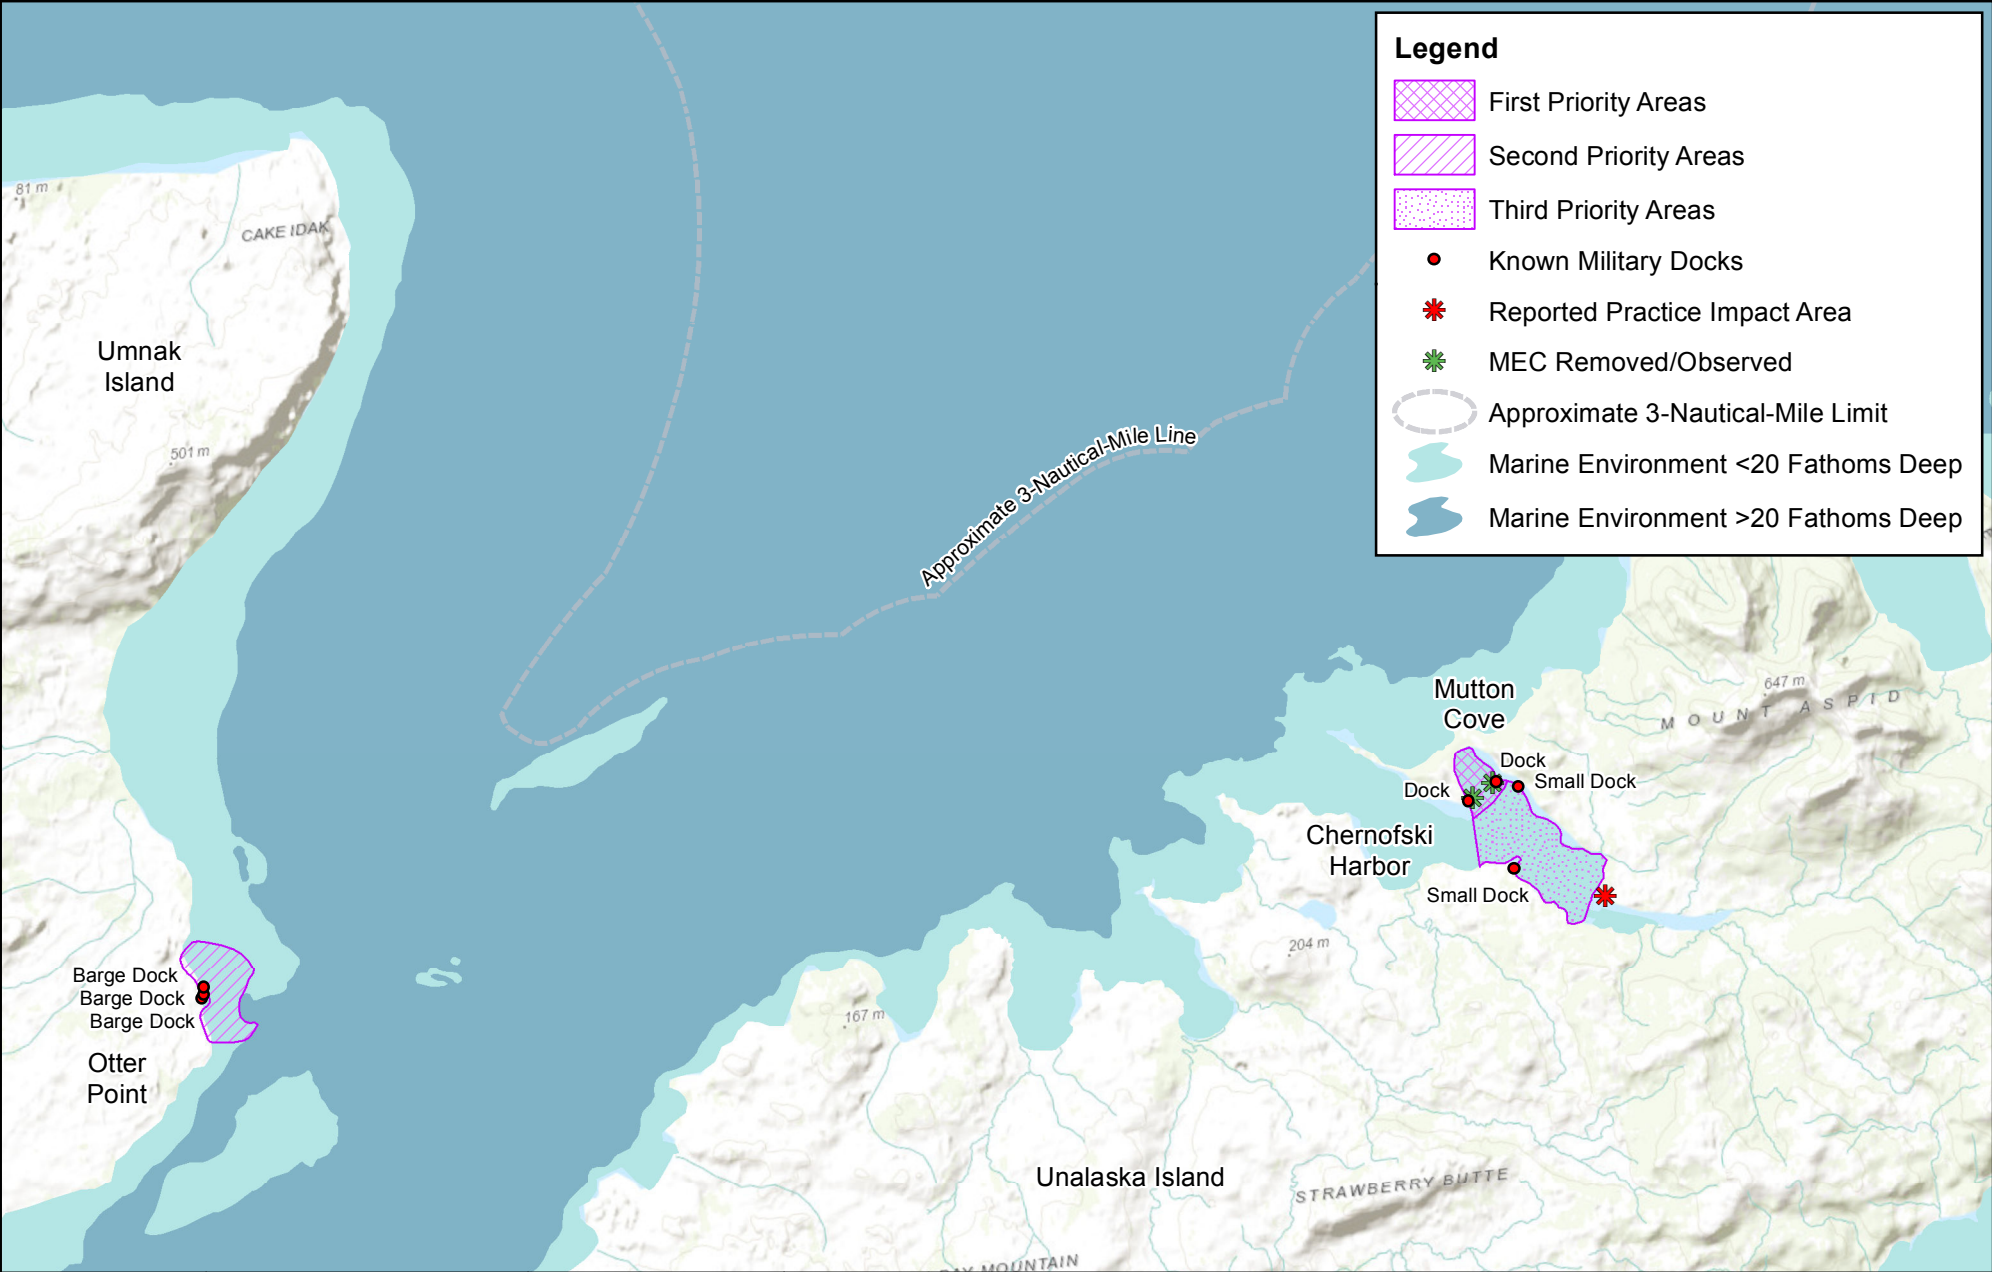 Legend
First Priority Areas
Second Priority Areas
Third Priority Areas
Known Military Docks
Reported Practice Impact Area
MEC Removed/Observed
Approximate 3-Nautical-Mile Limit
Marine Environment <20 Fathoms Deep
Marine Environment >20 Fathoms Deep
81 m
CAKE IDAK
Umnak
Island
501 m
Approximate 3-Nautical-Mile Line
647 m
MOUNT ASPID
Mutton
Cove
Dock
Small Dock
Dock
Chernofski
Harbor
Small Dock
204 m
Barge Dock
Barge Dock
Barge Dock
167 m
Otter
Point
Unalaska Island
STRAWBERRY BUTTE
MOUNTAIN